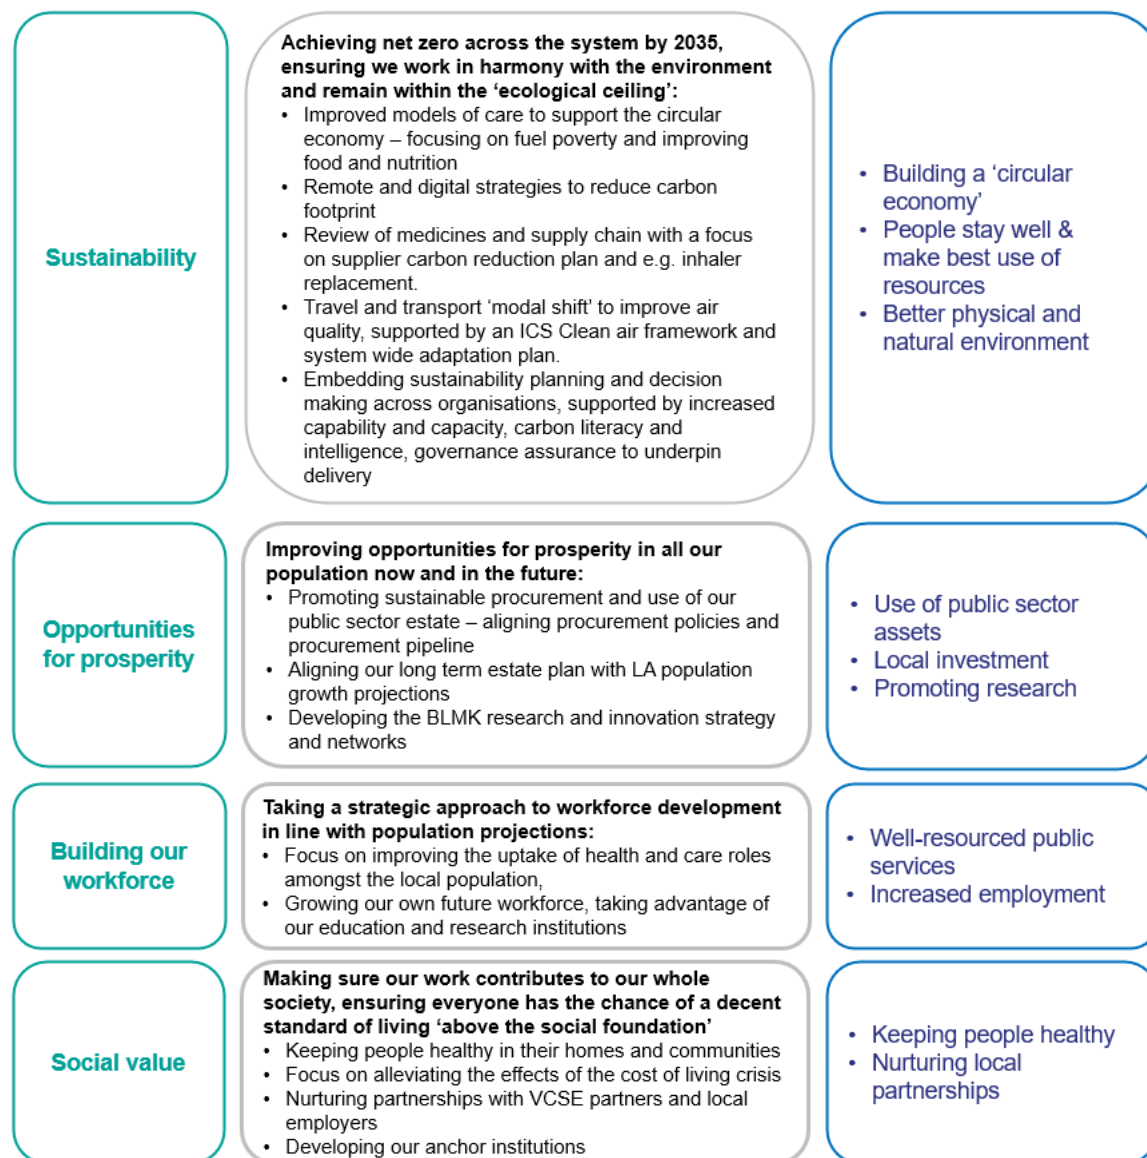 Sustainability
Achieving net zero across the system by 2035,
ensuring we work in harmony with the environment
and remain within the ‘ecological ceiling’:
• Improved models of care to support the circular
economy – focusing on fuel poverty and improving
food and nutrition
• Remote and digital strategies to reduce carbon
footprint
• Review of medicines and supply chain with a focus
on supplier carbon reduction plan and e.g. inhaler
replacement.
• Travel and transport ‘modal shift’ to improve air
quality, supported by an ICS Clean air framework and
system wide adaptation plan.
• Embedding sustainability planning and decision
making across organisations, supported by increased
capability and capacity, carbon literacy and
intelligence, governance assurance to underpin
delivery
• Building a ‘circular
economy’
• People stay well &
make best use of
resources
• Better physical and
natural environment
Opportunities
for prosperity
Improving opportunities for prosperity in all our
population now and in the future:
• Promoting sustainable procurement and use of our
public sector estate – aligning procurement policies and
procurement pipeline
• Aligning our long term estate plan with LA population
growth projections
• Developing the BLMK research and innovation strategy
and networks
• Use of public sector
assets
• Local investment
• Promoting research
Building our
workforce
Taking a strategic approach to workforce development
in line with population projections:
• Focus on improving the uptake of health and care roles
amongst the local population,
• Growing our own future workforce, taking advantage of
our education and research institutions
• Well-resourced public
services
• Increased employment
Social value
Making sure our work contributes to our whole
society, ensuring everyone has the chance of a decent
standard of living ‘above the social foundation’
• Keeping people healthy in their homes and communities
• Focus on alleviating the effects of the cost of living crisis
• Nurturing partnerships with VCSE partners and local
employers
• Developing our anchor institutions
• Keeping people healthy
• Nurturing local
partnerships